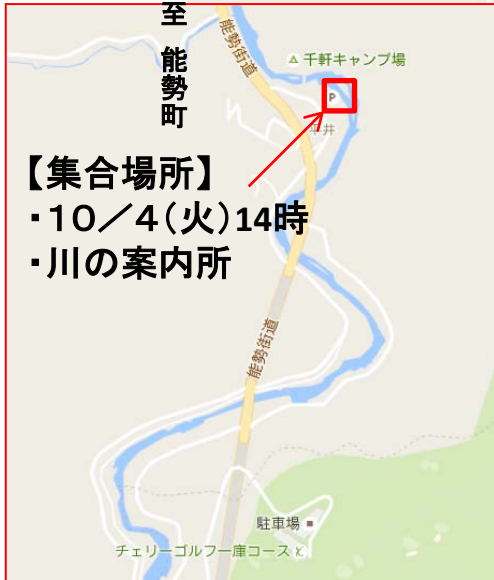 至 能勢町
能勢街道
千軒キャンプ場
P
平井
【集合場所】
・10／4(火)14時
・川の案内所
能勢街道
駐車場
チェリーゴルフ一庫コース